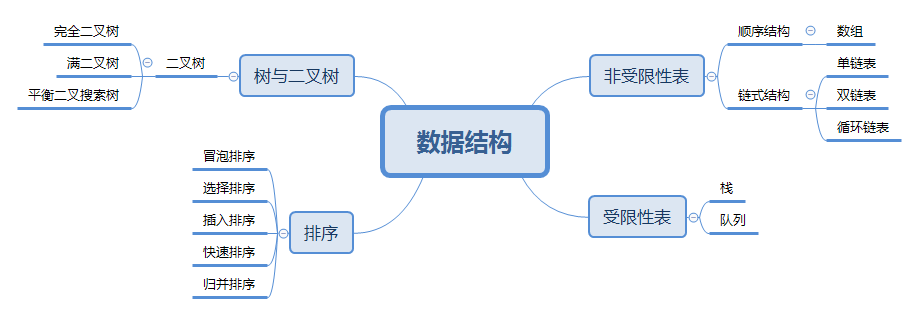 数据结构
非受限性表
顺序结构
数组
链式结构
单链表
双链表
循环链表
受限性表
栈
队列
树与二叉树
二叉树
完全二叉树
满二叉树
平衡二叉搜索树
排序
冒泡排序
选择排序
插入排序
快速排序
归并排序